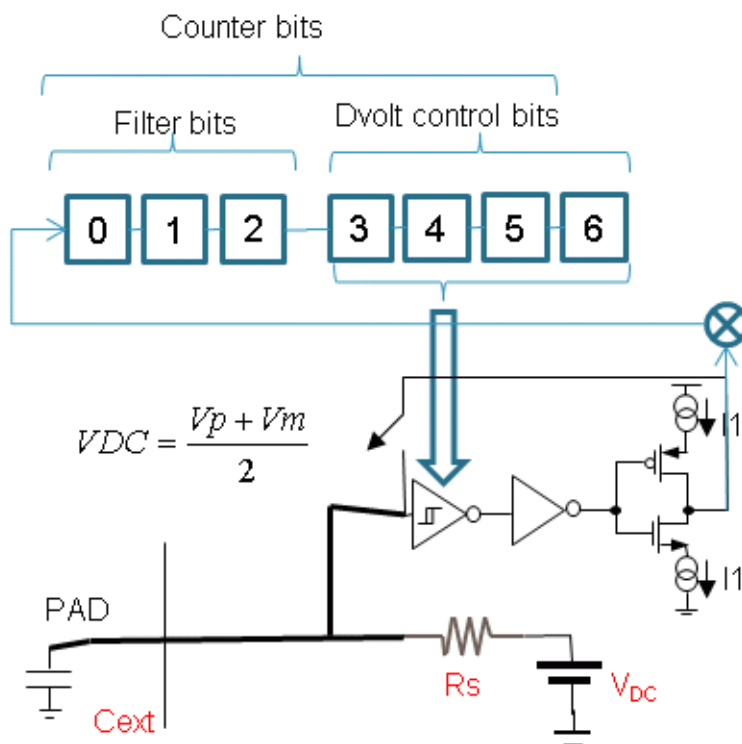 Counter bits
Filter bits
Dvolt control bits
0 1 2 3 4 5 6
I1
VDC = Vp + Vm / 2
I1
PAD
Rs
VDC
Cext